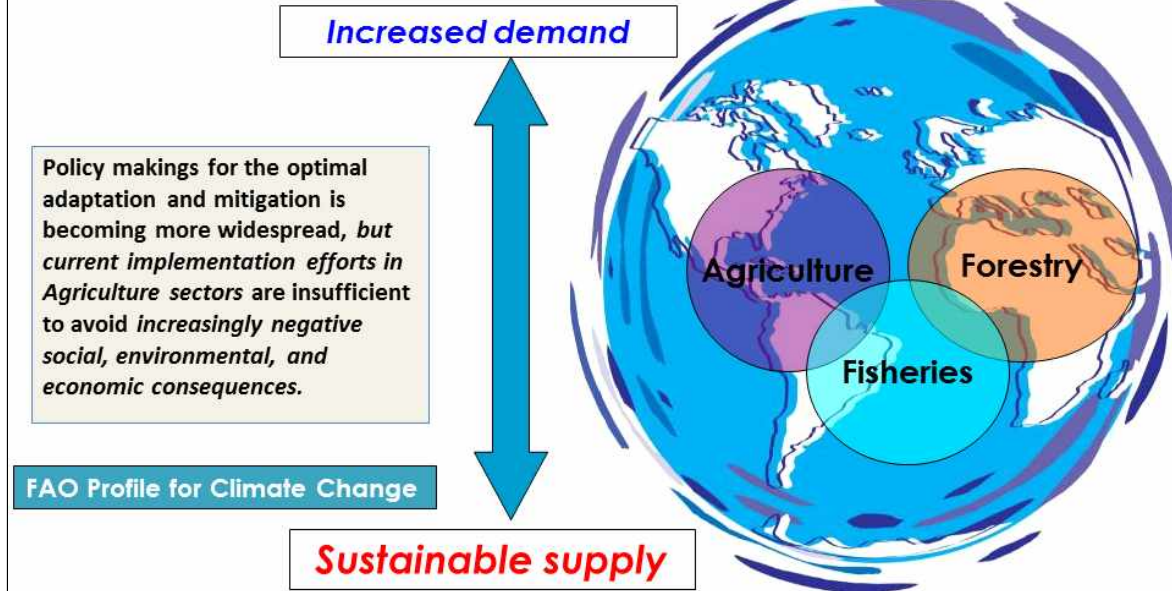 Increased demand
Policy makings for the optimal
adaptation and mitigation is
becoming more widespread, but
current implementation efforts in
Agriculture sectors are insufficient
to avoid increasingly negative
social, environmental, and
economic consequences.
FAO Profile for Climate Change
Sustainable supply
Agriculture
Forestry
Fisheries